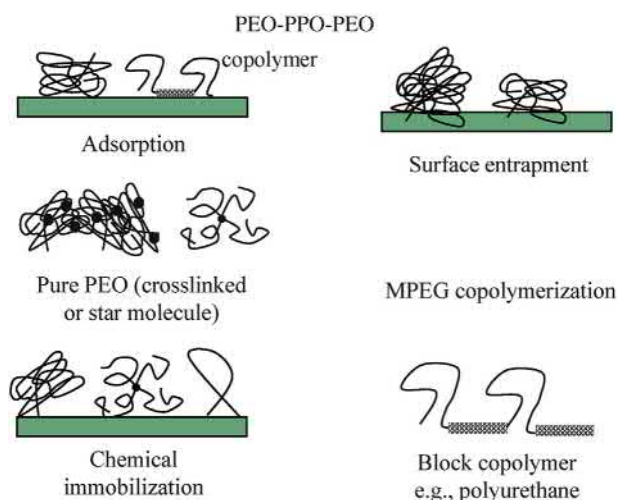 PEO-PPO-PEO
copolymer
Adsorption
Surface entrapment
Pure PEO (crosslinked
or star molecule)
MPEG copolymerization
Chemical
immobilization
Block copolymer
e.g., polyurethane